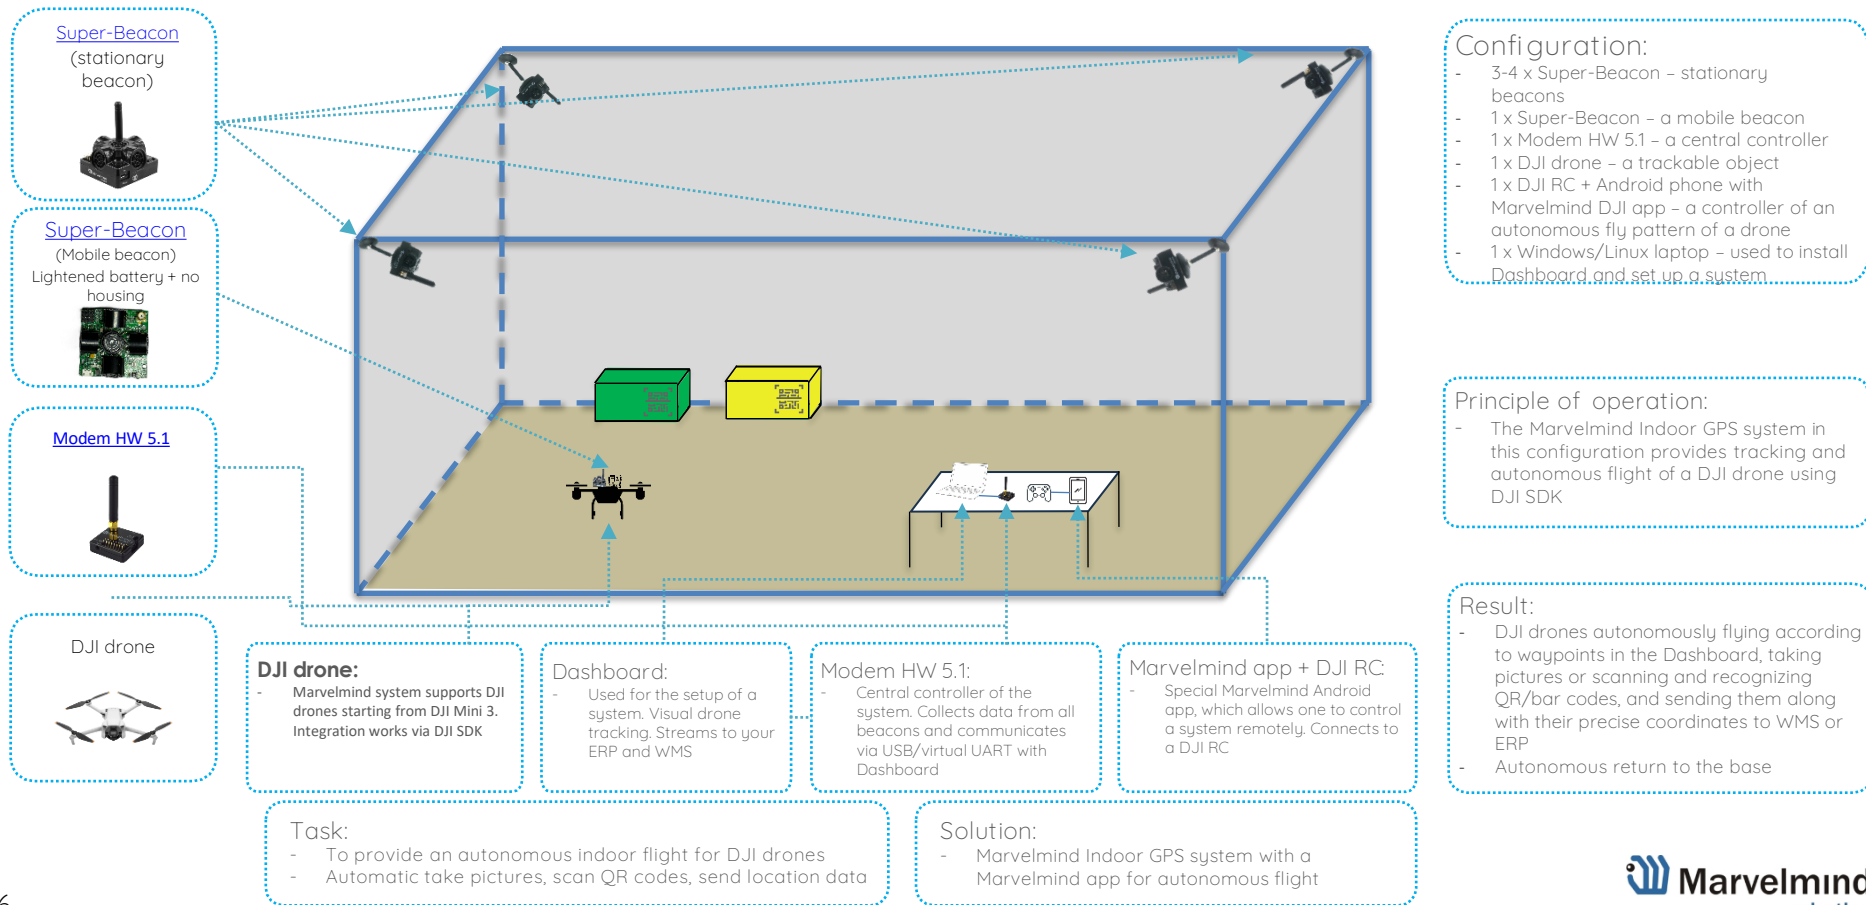 Super-Beacon
(stationary
beacon)
Super-Beacon
(Mobile beacon)
Lightened battery + no
housing
Modem HW 5.1
DJI drone
DJI drone:
- Marvelmind system supports DJI
drones starting from DJI Mini 3.
Integration works via DJI SDK
Dashboard:
- Used for the setup of a
system. Visual drone
tracking. Streams to your
ERP and WMS
Modem HW 5.1:
- Central controller of the
system. Collects data from all
beacons and communicates
via USB/virtual UART with
Dashboard
Marvelmind app + DJI RC:
- Special Marvelmind Android
app, which allows one to control
a system remotely. Connects to
a DJI RC
Task:
- To provide an autonomous indoor flight for DJI drones
- Automatic take pictures, scan QR codes, send location data
Solution:
- Marvelmind Indoor GPS system with a
Marvelmind app for autonomous flight
Configuration:
- 3-4 x Super-Beacon – stationary
beacons
- 1 x Super-Beacon – a mobile beacon
- 1 x Modem HW 5.1 – a central controller
- 1 x DJI drone – a trackable object
- 1 x DJI RC + Android phone with
Marvelmind DJI app – a controller of an
autonomous fly pattern of a drone
- 1 x Windows/Linux laptop – used to install
Dashboard and set up a system
Principle of operation:
- The Marvelmind Indoor GPS system in
this configuration provides tracking and
autonomous flight of a DJI drone using
DJI SDK
Result:
- DJI drones autonomously flying according
to waypoints in the Dashboard, taking
pictures or scanning and recognizing
QR/bar codes, and sending them along
with their precise coordinates to WMS or
ERP
- Autonomous return to the base
Marvelmind